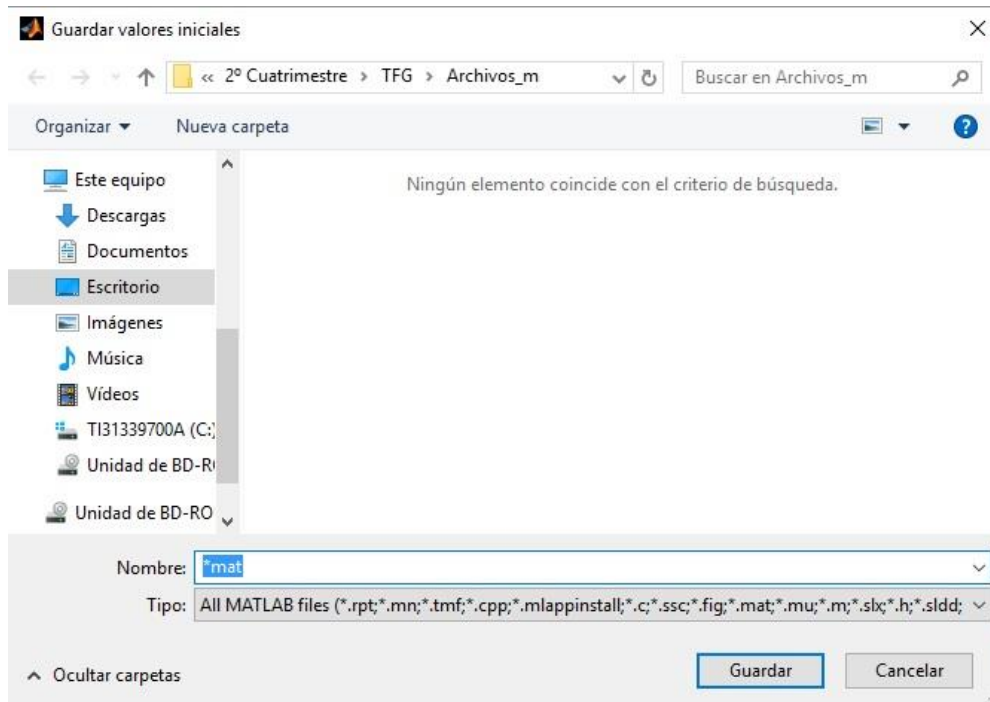 Guardar valores iniciales
« 2º Cuatrimestre > TFG > Archivos_m
Buscar en Archivos_m
Organizar
Nueva carpeta
Este equipo
Descargas
Documentos
Escritorio
Imágenes
Música
Vídeos
TI31339700A (C:)
Unidad de BD-R
Unidad de BD-RO
Ningún elemento coincide con el criterio de búsqueda.
Nombre: *mat
Tipo: All MATLAB files (*.rpt;*.mn;*.tmf;*.cpp;*.mlappinstall;*.c;*.ssc;*.fig;*.mat;*.mu;*.m;*.slx;*.h;*.sldd;
Ocultar carpetas
Guardar
Cancelar